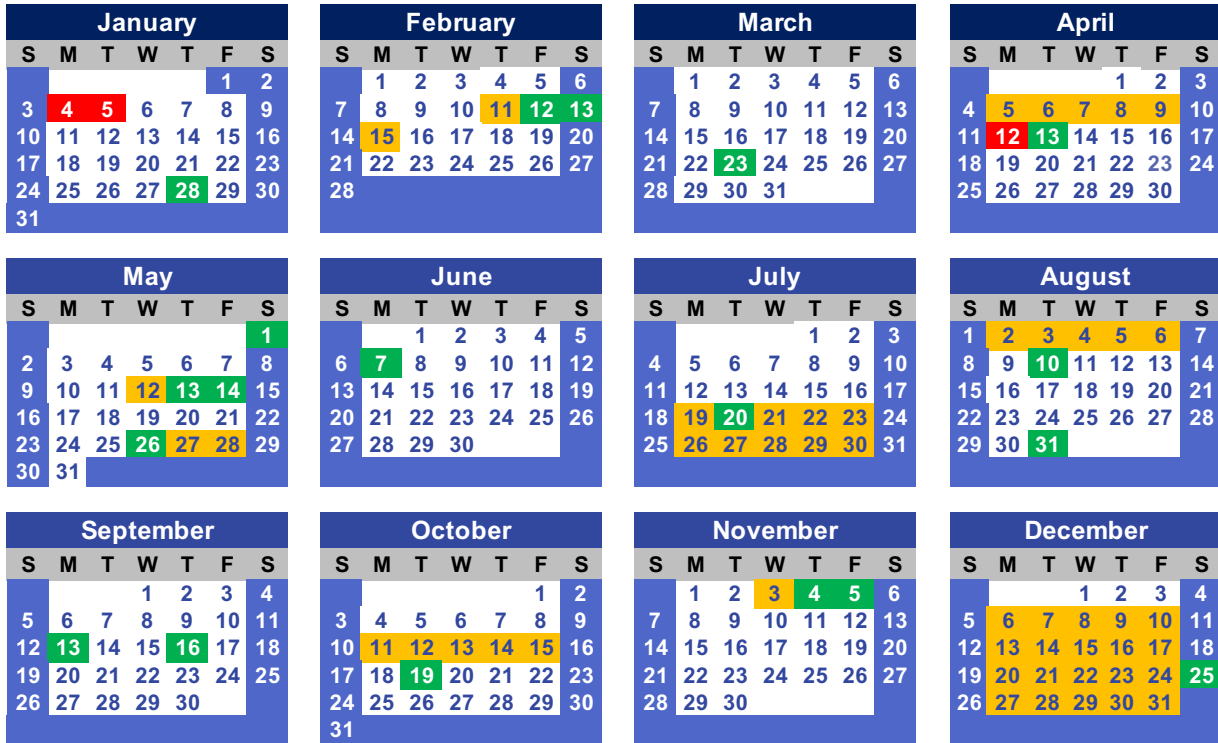 January
S M T W T F S
1 2
3 4 5 6 7 8 9
10 11 12 13 14 15 16
17 18 19 20 21 22 23
24 25 26 27 28 29 30
31
February
S M T W T F S
1 2 3 4 5 6
7 8 9 10 11 12 13
14 15 16 17 18 19 20
21 22 23 24 25 26 27
28
March
S M T W T F S
1 2 3 4 5 6
7 8 9 10 11 12 13
14 15 16 17 18 19 20
21 22 23 24 25 26 27
28 29 30 31
April
S M T W T F S
1 2 3
4 5 6 7 8 9 10
11 12 13 14 15 16 17
18 19 20 21 22 23 24
25 26 27 28 29 30
May
S M T W T F S
1
2 3 4 5 6 7 8
9 10 11 12 13 14 15
16 17 18 19 20 21 22
23 24 25 26 27 28 29
30 31
June
S M T W T F S
1 2 3 4 5
6 7 8 9 10 11 12
13 14 15 16 17 18 19
20 21 22 23 24 25 26
27 28 29 30
July
S M T W T F S
1 2 3
4 5 6 7 8 9 10
11 12 13 14 15 16 17
18 19 20 21 22 23 24
25 26 27 28 29 30 31
August
S M T W T F S
1 2 3 4 5 6 7
8 9 10 11 12 13 14
15 16 17 18 19 20 21
22 23 24 25 26 27 28
29 30 31
September
S M T W T F S
1 2 3 4
5 6 7 8 9 10 11
12 13 14 15 16 17 18
19 20 21 22 23 24 25
26 27 28 29 30
October
S M T W T F S
1 2
3 4 5 6 7 8 9
10 11 12 13 14 15 16
17 18 19 20 21 22 23
24 25 26 27 28 29 30
31
November
S M T W T F S
1 2 3 4 5 6
7 8 9 10 11 12 13
14 15 16 17 18 19 20
21 22 23 24 25 26 27
28 29 30
December
S M T W T F S
1 2 3 4
5 6 7 8 9 10 11
12 13 14 15 16 17 18
19 20 21 22 23 24 25
26 27 28 29 30 31